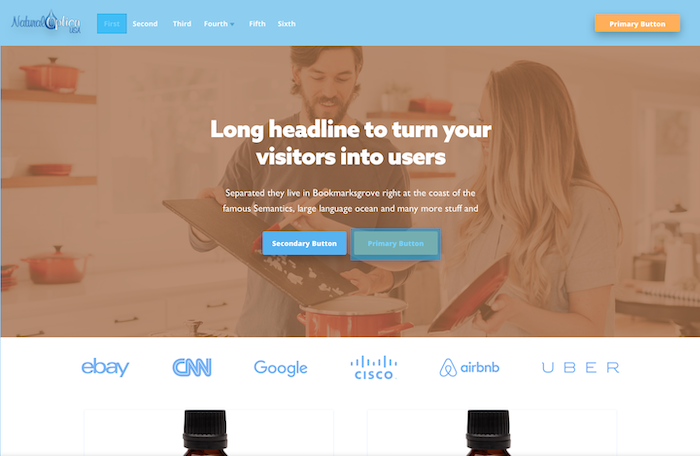 Natural Option
USA
First Second Third Fourth Fifth Sixth
Primary Button
Long headline to turn your
visitors into users
Separated they live in Bookmarksgrove right at the coast of the
famous Semantics, large language ocean and many more stuff and
Secondary Button Primary Button
ebay CNN Google CISCO airbnb UBER